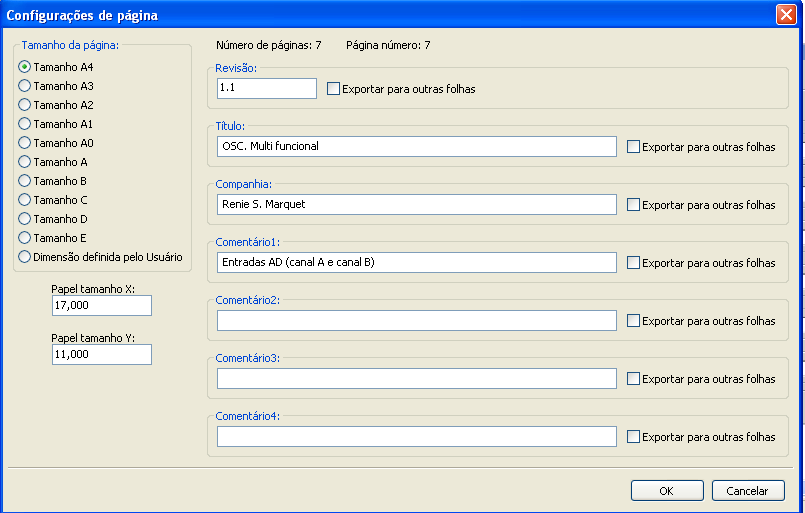 Configurações de página
Tamanho da página:
Tamanho A4
Tamanho A3
Tamanho A2
Tamanho A1
Tamanho A0
Tamanho A
Tamanho B
Tamanho C
Tamanho D
Tamanho E
Dimensão definida pelo Usuário
Papel tamanho X:
17,000
Papel tamanho Y:
11,000
Número de páginas: 7 Página número: 7
Revisão:
1.1 Exportar para outras folhas
Título:
OSC. Multi funcional Exportar para outras folhas
Companhia:
Renie S. Marquet Exportar para outras folhas
Comentário1:
Entradas AD (canal A e canal B) Exportar para outras folhas
Comentário2:
Exportar para outras folhas
Comentário3:
Exportar para outras folhas
Comentário4:
Exportar para outras folhas
OK Cancelar